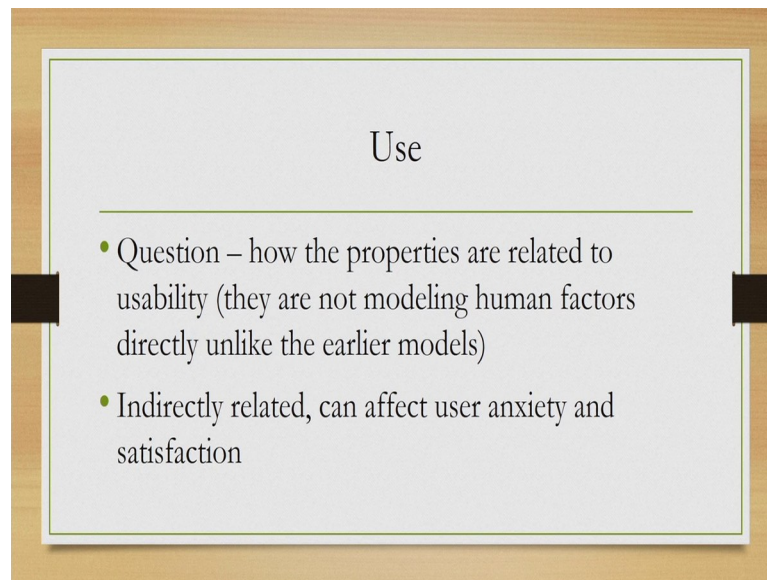 Use
• Question – how the properties are related to
usability (they are not modeling human factors
directly unlike the earlier models)
• Indirectly related, can affect user anxiety and
satisfaction